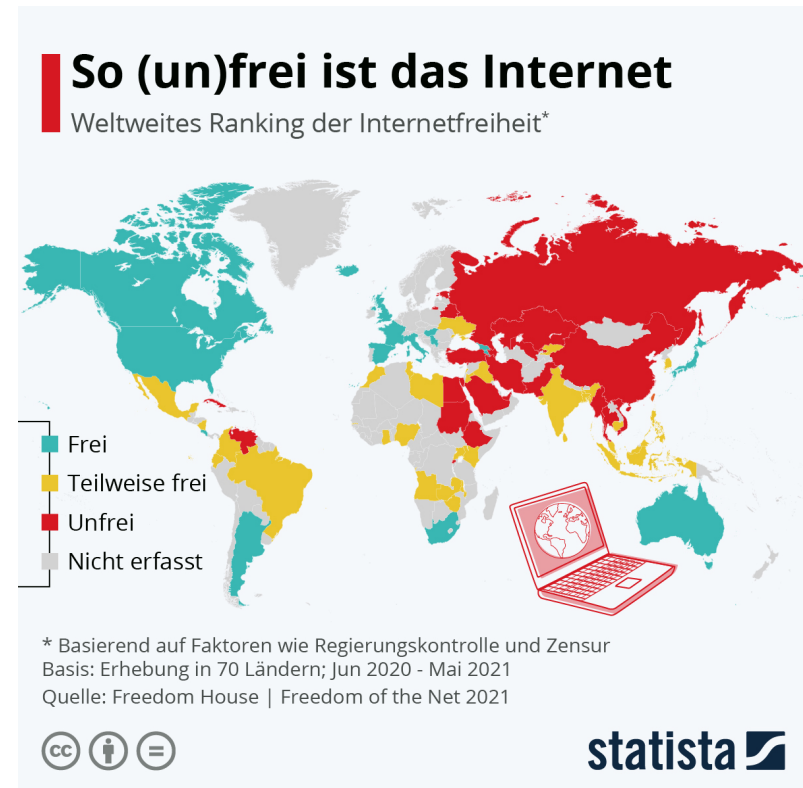 So (un)frei ist das Internet
Weltweites Ranking der Internetfreiheit*
Frei
Teilweise frei
Unfrei
Nicht erfasst
* Basierend auf Faktoren wie Regierungskontrolle und Zensur
Basis: Erhebung in 70 Ländern; Jun 2020 - Mai 2021
Quelle: Freedom House | Freedom of the Net 2021
cc
statista